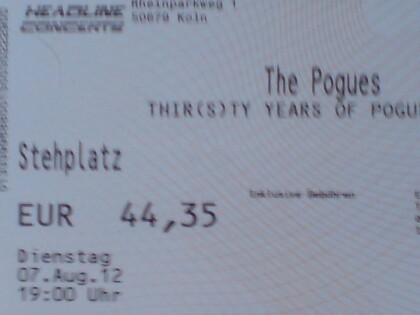 HEADLINE
CONCERTS
Rheinparkweg 1
50679 Köln
The Pogues
THIR(S)TY YEARS OF POGU
Stehplatz
Inklusive Gebühren
EUR 44,35
Dienstag
07.Aug.12
19:00 Uhr